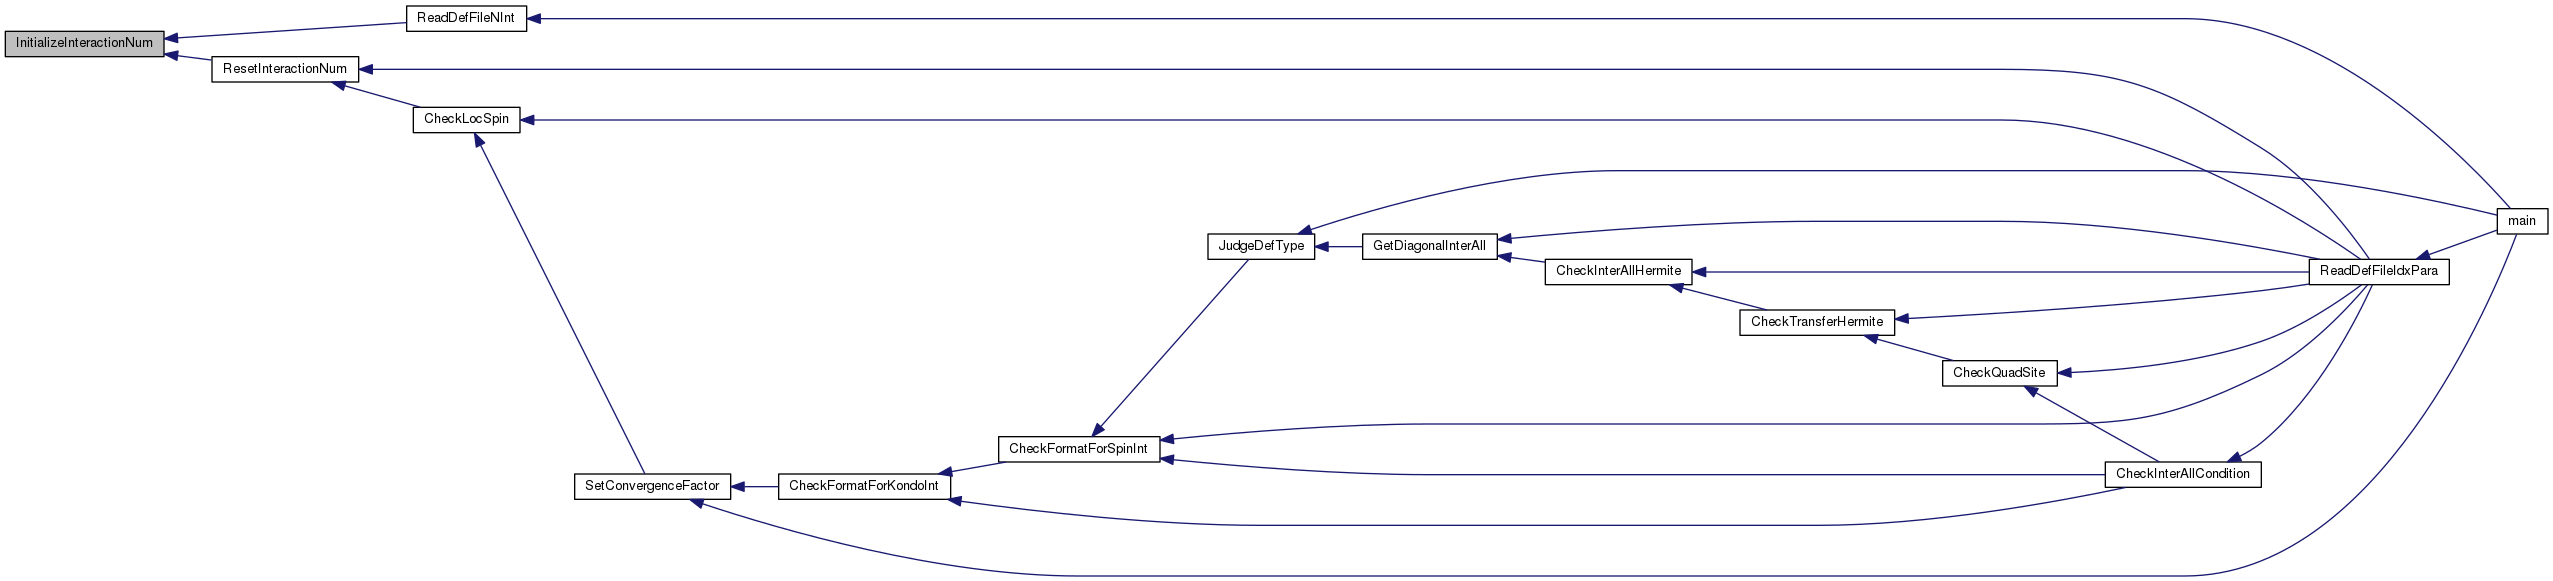 ReadDefFileNInt
InitializeInteractionNum
ResetInteractionNum
CheckLocSpin
main
JudgeDefType
GetDiagonalInterAll
CheckInterAllHermite
ReadDefFileIdxPara
CheckTransferHermite
CheckQuadSite
CheckFormatForSpinInt
CheckInterAllCondition
SetConvergenceFactor
CheckFormatForKondoInt